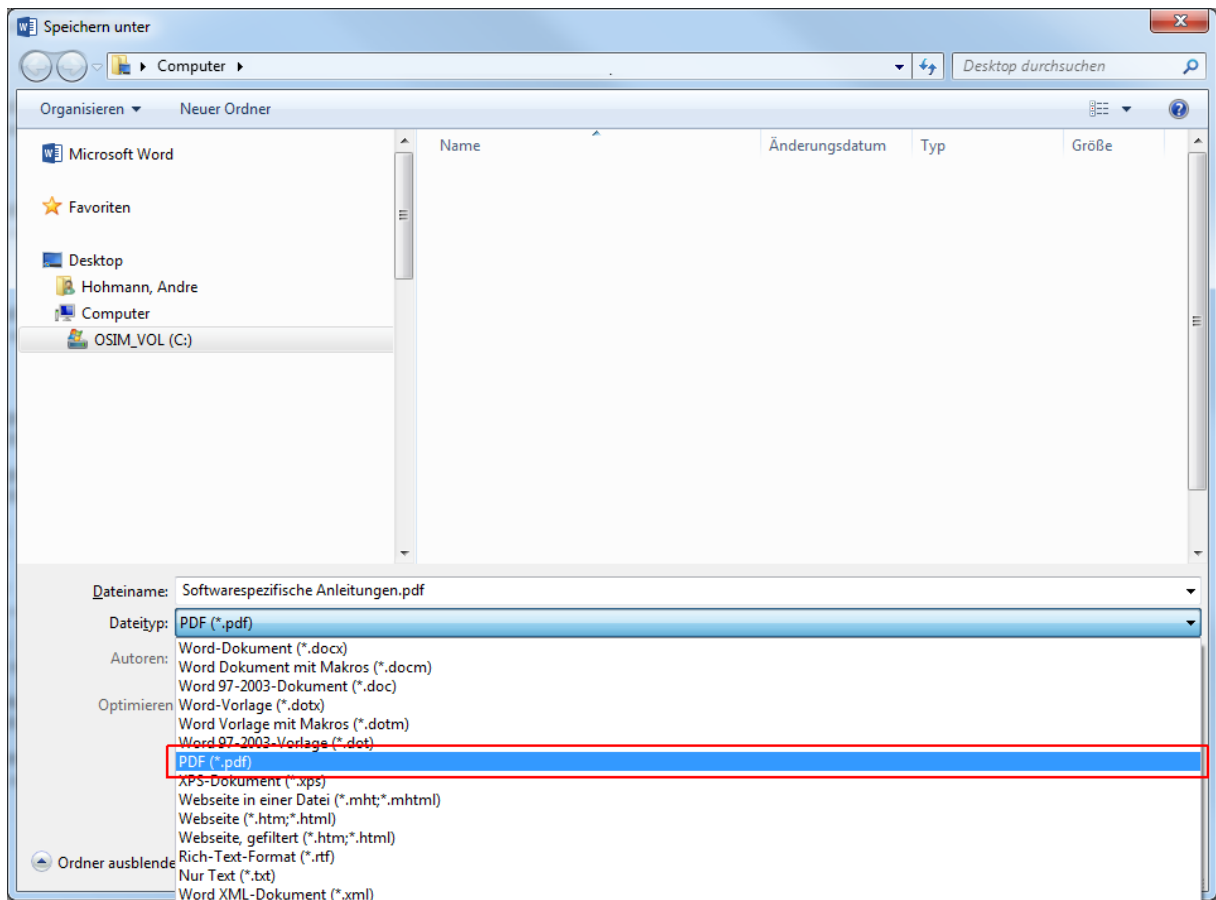 Speichern unter
Computer
Desktop durchsuchen
Organisieren
Neuer Ordner
Microsoft Word
Favoriten
Desktop
Hohmann, Andre
Computer
OSIM_VOL (C:)
Name
Änderungsdatum
Typ
Größe
Dateiname: Softwarespezifische Anleitungen.pdf
Dateityp: PDF (*.pdf)
Autoren:
Optimieren
Word-Dokument (*.docx)
Word Dokument mit Makros (*.docm)
Word 97-2003-Dokument (*.doc)
Word-Vorlage (*.dotx)
Word Vorlage mit Makros (*.dotm)
Word 97-2003-Vorlage (*.dot)
PDF (*.pdf)
XPS-Dokument (*.xps)
Webseite in einer Datei (*.mht;*.mhtml)
Webseite (*.htm;*.html)
Webseite, gefiltert (*.htm;*.html)
Rich-Text-Format (*.rtf)
Nur Text (*.txt)
Word XML-Dokument (*.xml)
Ordner ausblende